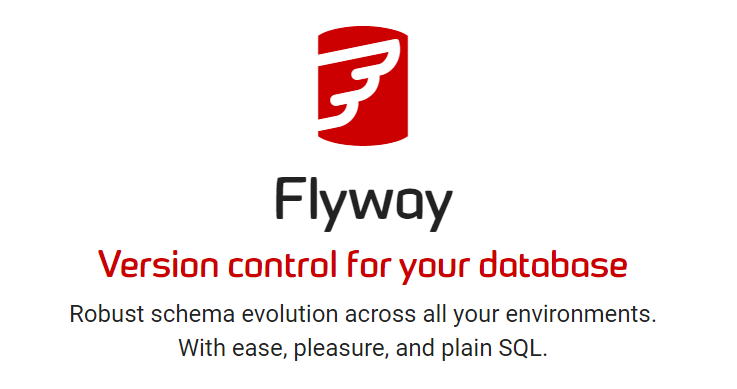 Flyway
Version control for your database
Robust schema evolution across all your environments.
With ease, pleasure, and plain SQL.